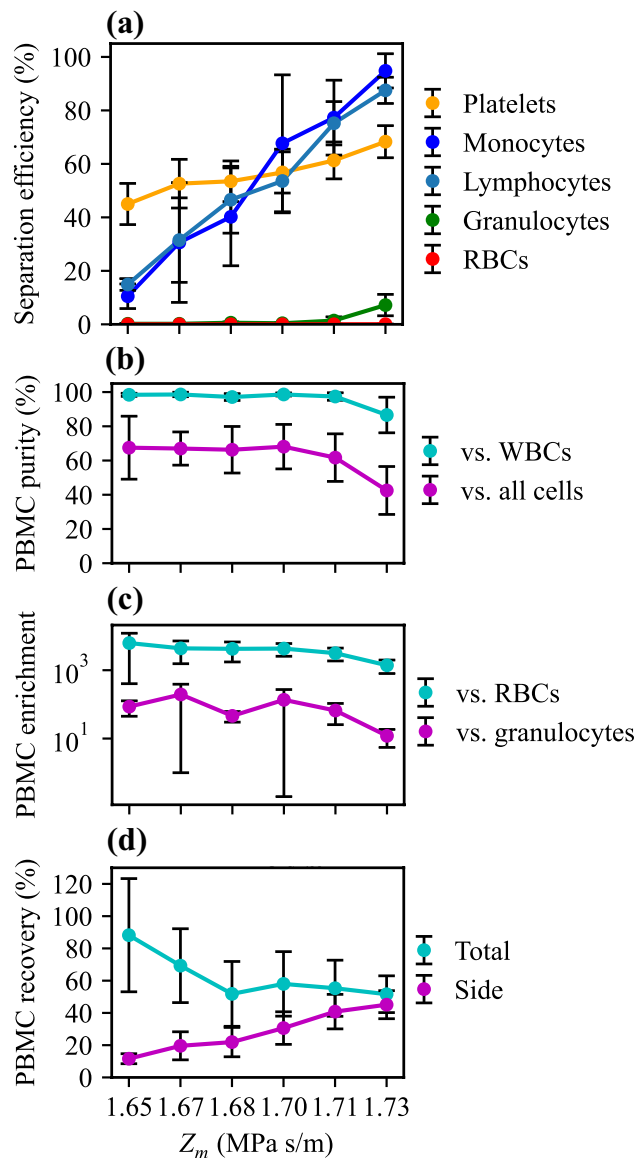 (a)
Separation efficiency (%)
100
80
60
40
20
0
Platelets
Monocytes
Lymphocytes
Granulocytes
RBCs
(b)
PBMC purity (%)
100
80
60
40
20
0
vs. WBCs
vs. all cells
(c)
PBMC enrichment
10³
10¹
vs. RBCs
vs. granulocytes
(d)
PBMC recovery (%)
120
100
80
60
40
20
0
Total
Side
1.65 1.67 1.68 1.70 1.71 1.73
Zₘ (MPa s/m)